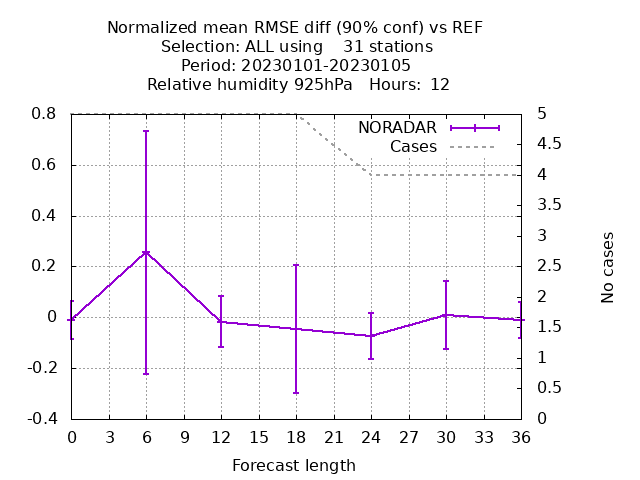 Normalized mean RMSE diff (90% conf) vs REF
Selection: ALL using    31 stations
Period: 20230101-20230105
Relative humidity 925hPa   Hours:  12
NORADAR
Cases
0.8
0.6
0.4
0.2
0
-0.2
-0.4
5
4.5
4
3.5
3
2.5
2
1.5
1
0.5
0
No cases
0 3 6 9 12 15 18 21 24 27 30 33 36
Forecast length